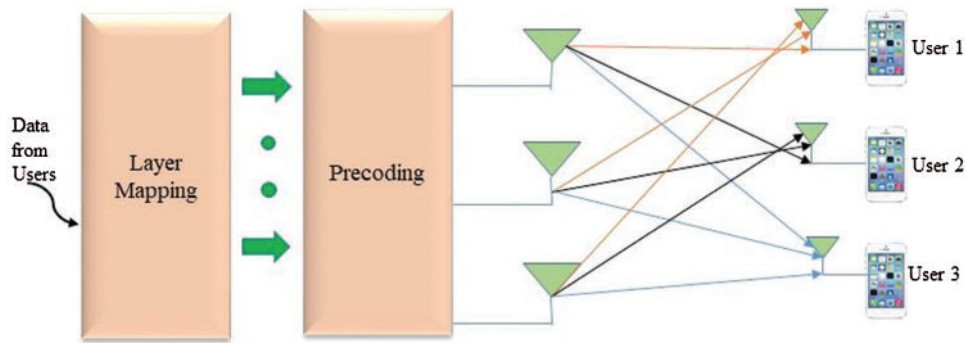 Data
from
Users
Layer
Mapping
Precoding
User 1
User 2
User 3